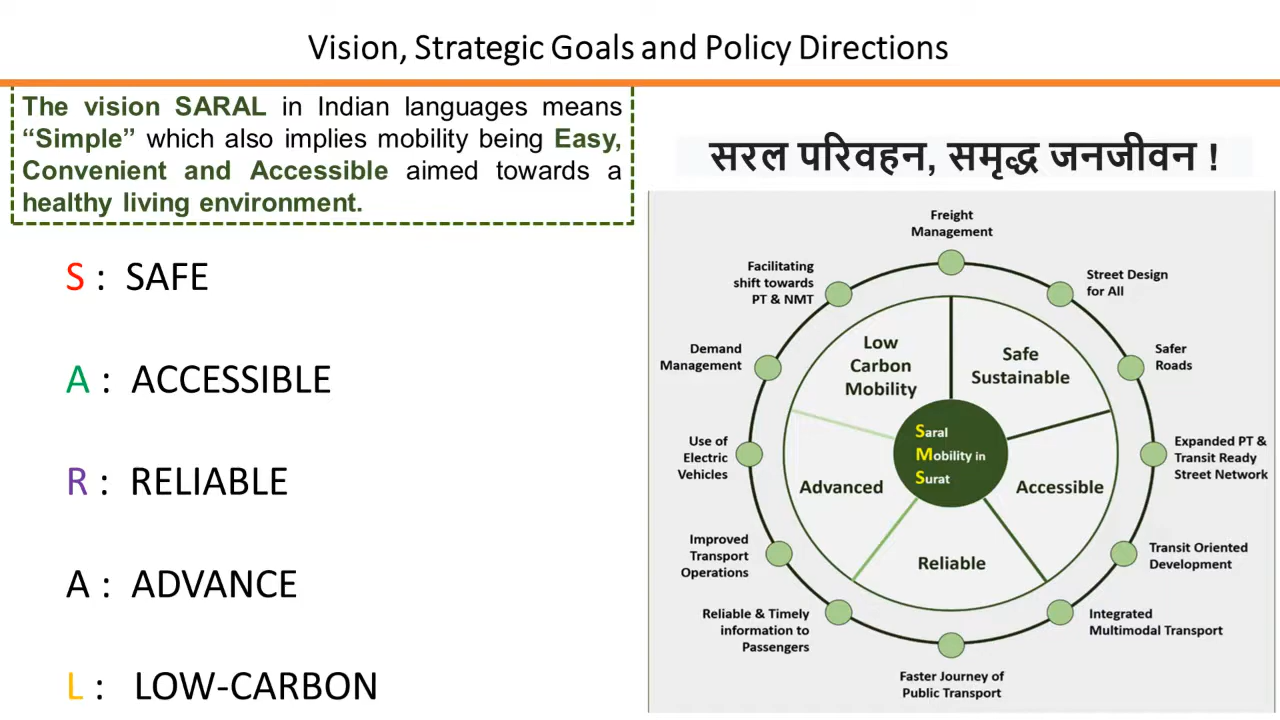 Vision, Strategic Goals and Policy Directions
The vision SARAL in Indian languages means
“Simple” which also implies mobility being Easy,
Convenient and Accessible aimed towards a
healthy living environment.
S : SAFE
A : ACCESSIBLE
R : RELIABLE
A : ADVANCE
L : LOW-CARBON
सरल परिवहन, समृद्ध जनजीवन !
Freight
Management
Street Design
for All
Safer
Roads
Expanded PT &
Transit Ready
Street Network
Transit Oriented
Development
Integrated
Multimodal Transport
Faster Journey of
Public Transport
Reliable & Timely
information to
Passengers
Improved
Transport
Operations
Use of
Electric
Vehicles
Demand
Management
Facilitating
shift towards
PT & NMT
Low
Carbon
Mobility
Safe
Sustainable
Accessible
Reliable
Advanced
Saral
Mobility in
Surat